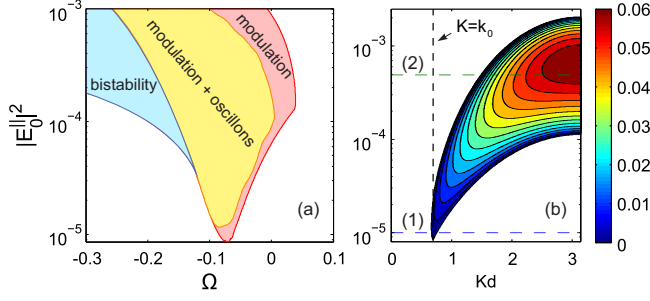 10⁻³
10⁻⁴
10⁻⁵
|E₀^||​|²
bistability
modulation + oscillons
modulation
(a)
-0.3
-0.2
-0.1
0
0.1
Ω
K=k₀
10⁻³
10⁻⁴
10⁻⁵
(2)
(1)
(b)
0
1
2
3
Kd
0.06
0.05
0.04
0.03
0.02
0.01
0